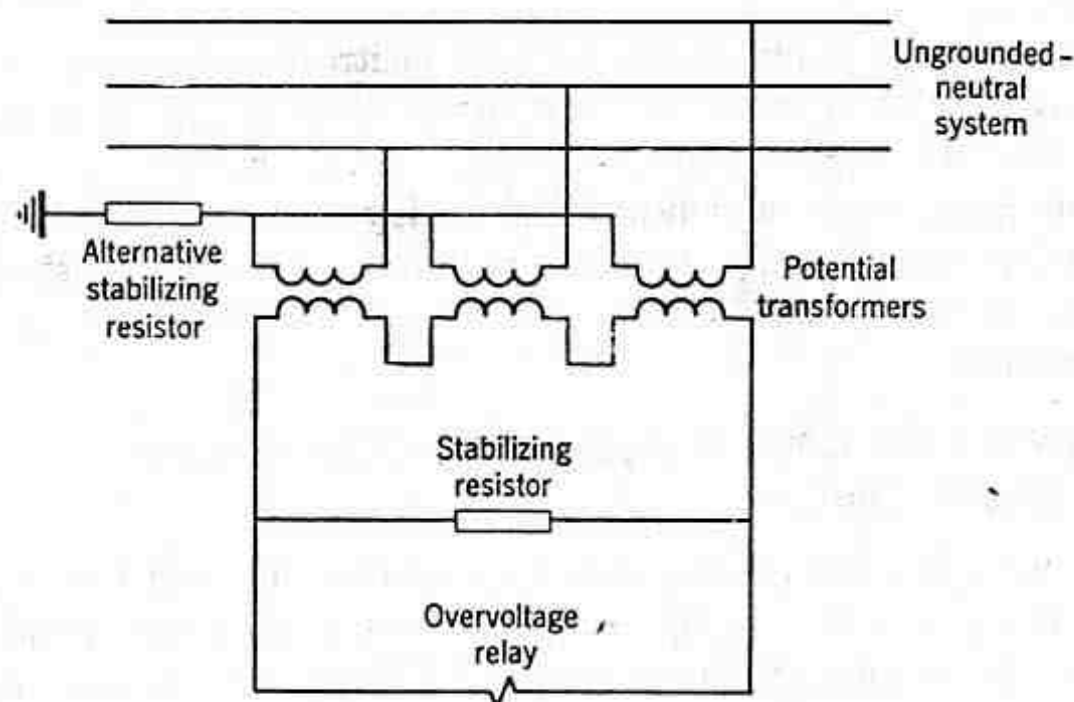 Ungrounded-
neutral
system
Alternative
stabilizing
resistor
Potential
transformers
Stabilizing
resistor
Overvoltage
relay